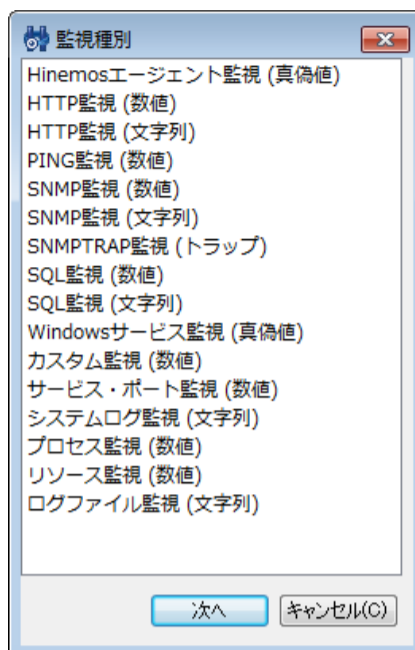 監視種別
Hinemosエージェント監視 (真偽値)
HTTP監視 (数値)
HTTP監視 (文字列)
PING監視 (数値)
SNMP監視 (数値)
SNMP監視 (文字列)
SNMPTRAP監視 (トラップ)
SQL監視 (数値)
SQL監視 (文字列)
Windowsサービス監視 (真偽値)
カスタム監視 (数値)
サービス・ポート監視 (数値)
システムログ監視 (文字列)
プロセス監視 (数値)
リソース監視 (数値)
ログファイル監視 (文字列)
次へ キャンセル(C)